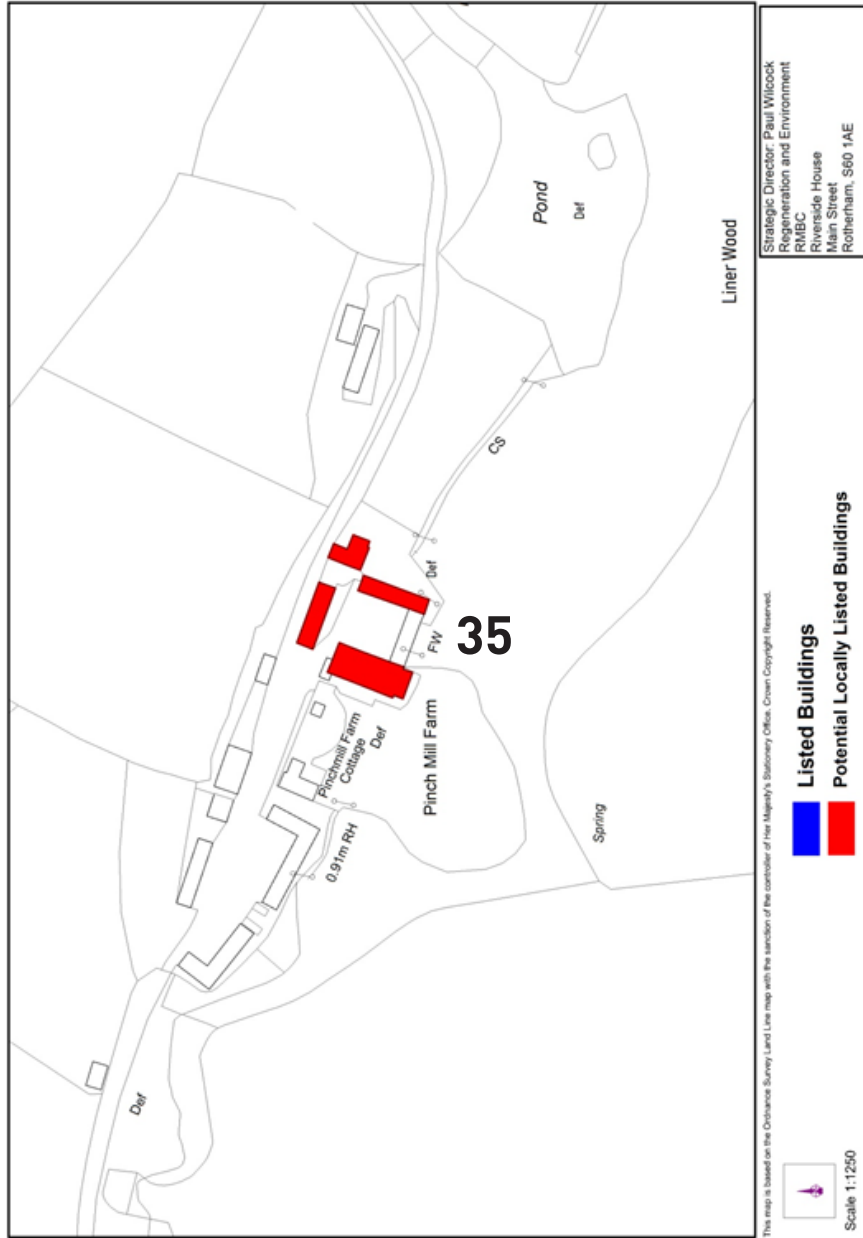 Pond
Def
Liner Wood
CS
Def
FW
35
Pinchmill Farm
Cottage
Def
Pinch Mill Farm
0.91m RH
Spring
Def
This map is based on the Ordnance Survey Land Line map with the sanction of the controller of Her Majesty's Stationery Office. Crown Copyright Reserved.
Strategic Director: Paul Wilcock
Regeneration and Environment
RMBC
Riverside House
Main Street
Rotherham, S60 1AE
Listed Buildings
Potential Locally Listed Buildings
Scale 1:1250